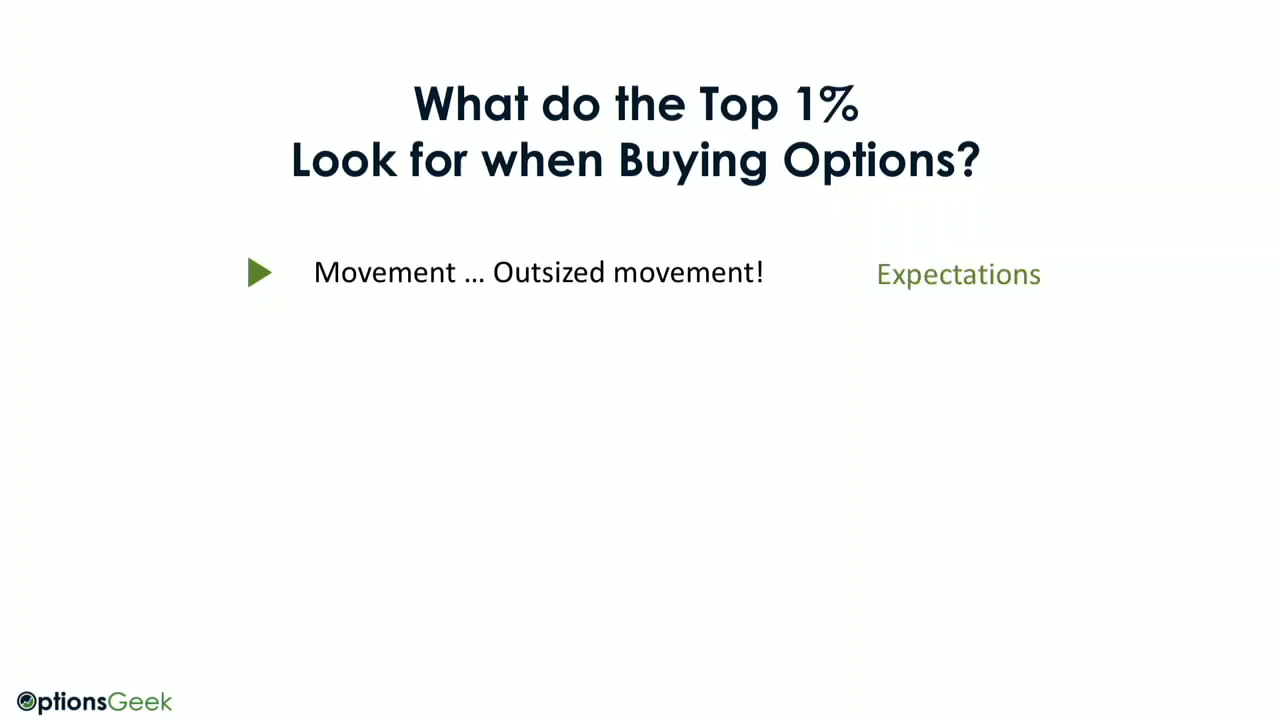 What do the Top 1%
Look for when Buying Options?
Movement ... Outsized movement! Expectations
OptionsGeek